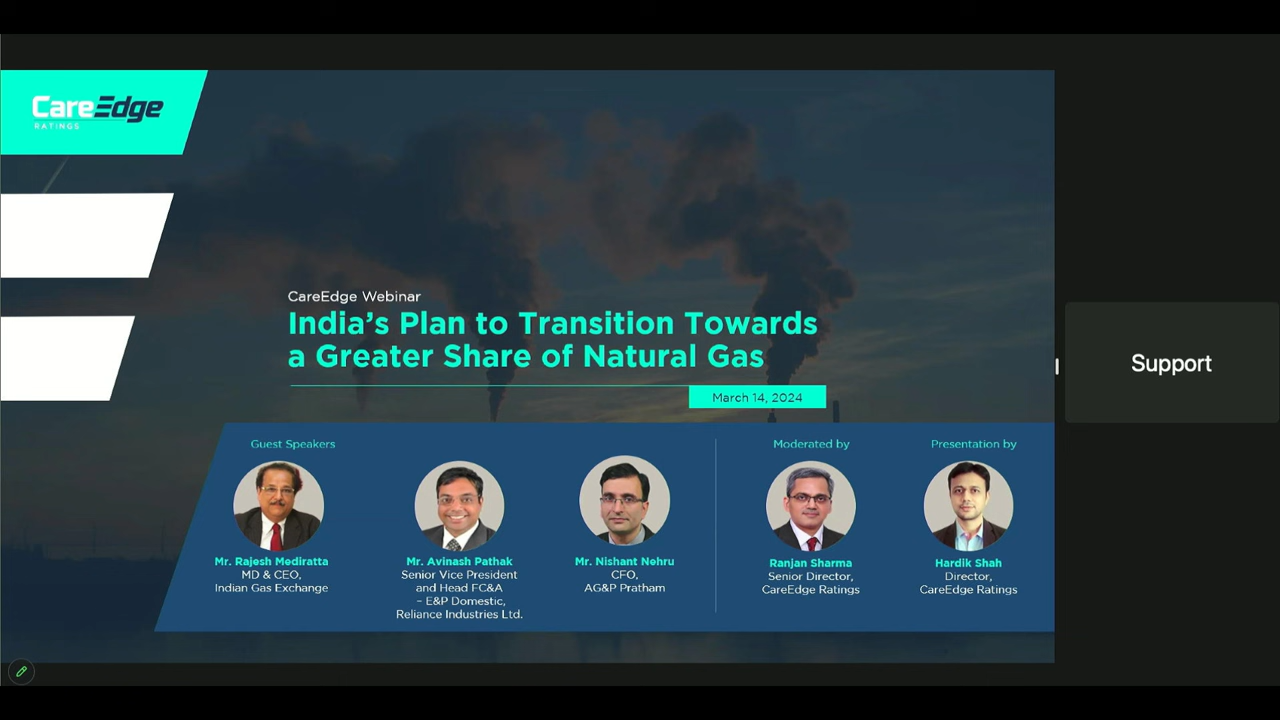 CareEdge
RATINGS
CareEdge Webinar
India's Plan to Transition Towards
a Greater Share of Natural Gas
March 14, 2024
Guest Speakers
Mr. Rajesh Mediratta
MD & CEO,
Indian Gas Exchange
Mr. Avinash Pathak
Senior Vice President
and Head FC&A
– E&P Domestic,
Reliance Industries Ltd.
Mr. Nishant Nehru
CFO,
AG&P Pratham
Moderated by
Ranjan Sharma
Senior Director,
CareEdge Ratings
Presentation by
Hardik Shah
Director,
CareEdge Ratings
Support